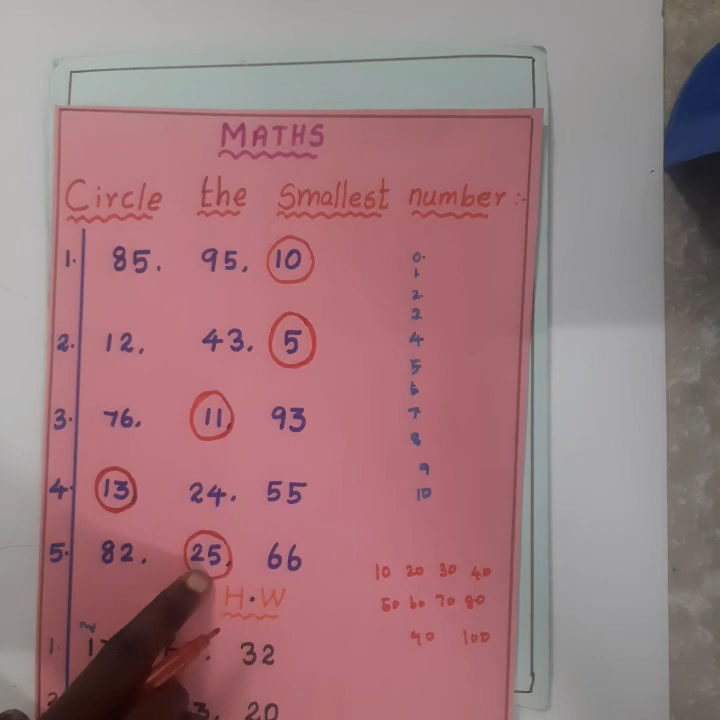 MATHS
Circle the Smallest number:-
1. 85. 95. 10
2. 12. 43. 5
3. 76. 11. 93
4. 13. 24. 55
5. 82. 25. 66
H.W
1. 32
20
0.
1
2.
3.
4
5
6
7
8
9
10
10 20 30 40
50 60 70 80
90 100